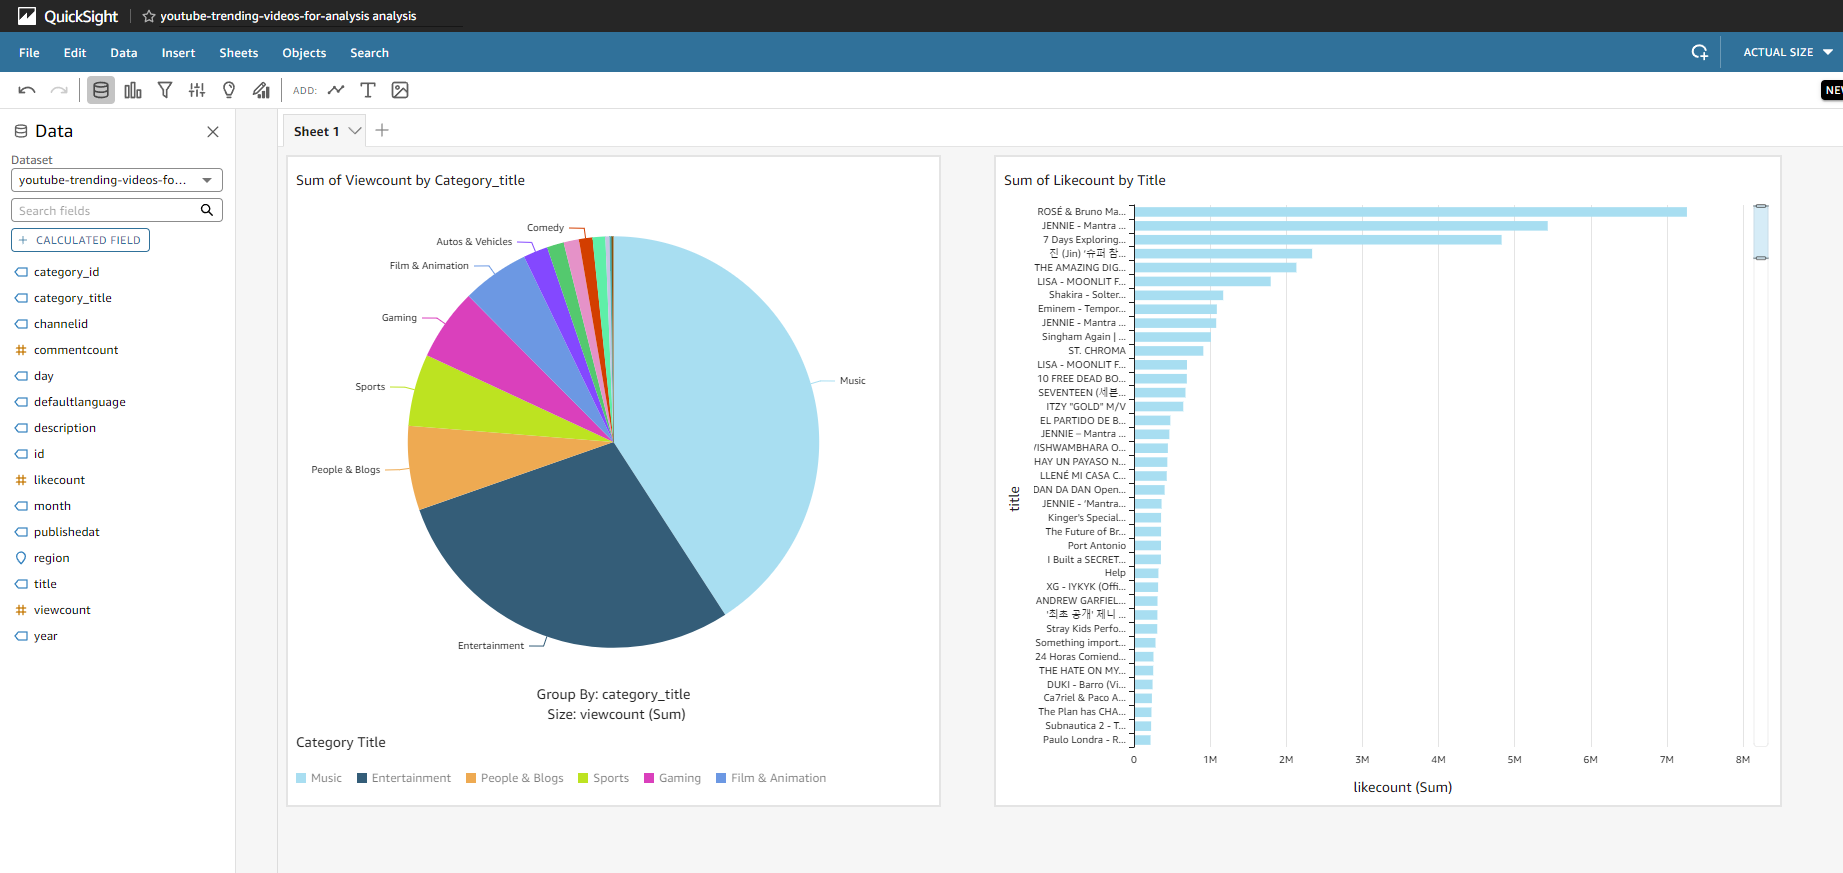 QuickSight
youtube-trending-videos-for-analysis analysis
File Edit Data Insert Sheets Objects Search
ACTUAL SIZE
ADD:
NEW
Data
Dataset
youtube-trending-videos-fo...
Search fields
+ CALCULATED FIELD
category_id
category_title
channelid
commentcount
day
defaultlanguage
description
id
likecount
month
publishedat
region
title
viewcount
year
Sheet 1
Sum of Viewcount by Category_title
Comedy
Autos & Vehicles
Film & Animation
Gaming
Sports
People & Blogs
Entertainment
Music
Group By: category_title
Size: viewcount (Sum)
Category Title
Music Entertainment People & Blogs Sports Gaming Film & Animation
Sum of Likecount by Title
title
ROSÉ & Bruno Ma...
JENNIE - Mantra ...
7 Days Exploring...
진 (Jin) '슈퍼 참...
THE AMAZING DIG...
LISA - MOONLIT F...
Shakira - Solter...
Eminem - Tempor...
JENNIE - Mantra ...
Singham Again | ...
ST. CHROMA
LISA - MOONLIT F...
10 FREE DEAD BO...
SEVENTEEN (세븐...
ITZY "GOLD" M/V
EL PARTIDO DE B...
JENNIE – Mantra ...
VISHWAMBHARA O...
HAY UN PAYASO N...
LLENÉ MI CASA C...
DAN DA DAN Open...
JENNIE - 'Mantra...
Kinger's Special...
The Future of Br...
Port Antonio
I Built a SECRET...
Help
XG - IYKYK (Offi...
ANDREW GARFIEL...
'최초 공개' 제니 ...
Stray Kids Perfo...
Something import...
24 Horas Comiend...
THE HATE ON MY...
DUKI - Barro (Vi...
Ca7riel & Paco A...
The Plan has CHA...
Subnautica 2 - T...
Paulo Londra - R...
0 1M 2M 3M 4M 5M 6M 7M 8M
likecount (Sum)